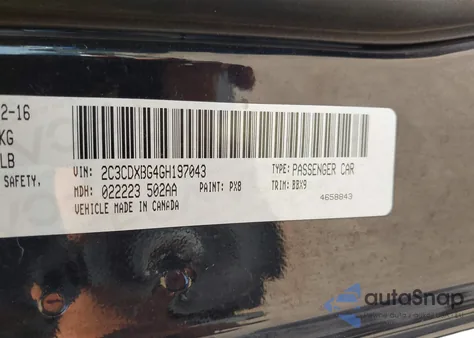 2-16
KG
LB
SAFETY,
VIN: 2C3CDXBG4GH197043
TYPE: PASSENGER CAR
MDH: 022223 502AA
PAINT: PX8
TRIM: BBX9
VEHICLE MADE IN CANADA
4658843
autoSnap